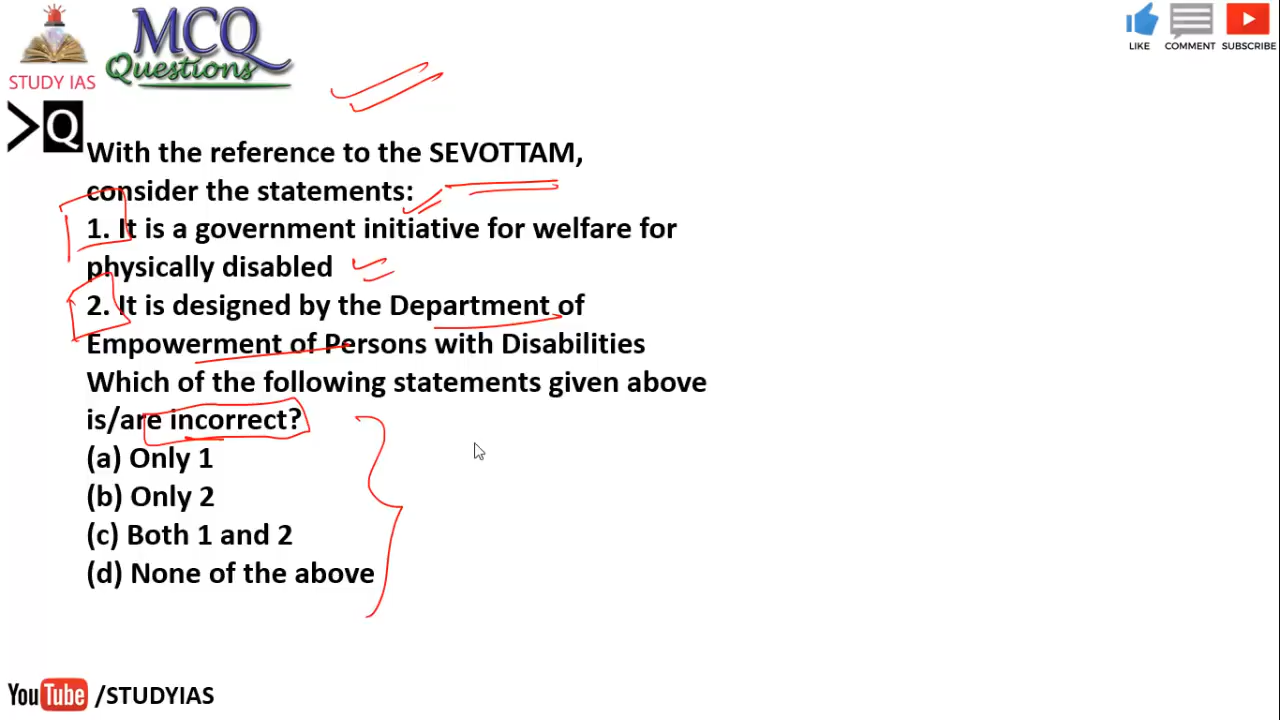 MCQ
Questions
STUDY IAS
LIKE
COMMENT
SUBSCRIBE
>Q
With the reference to the SEVOTTAM,
consider the statements:
1. It is a government initiative for welfare for
physically disabled
2. It is designed by the Department of
Empowerment of Persons with Disabilities
Which of the following statements given above
is/are incorrect?
(a) Only 1
(b) Only 2
(c) Both 1 and 2
(d) None of the above
YouTube /STUDYIAS